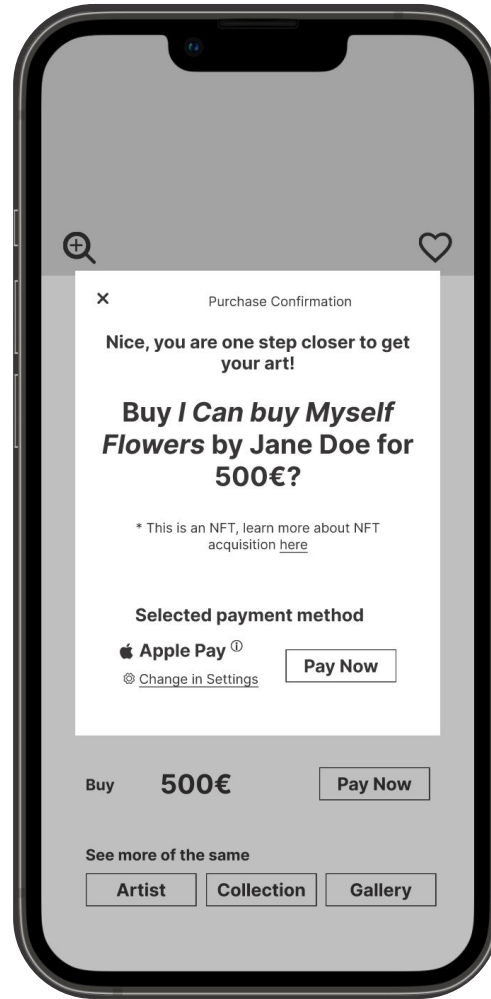 Purchase Confirmation
Nice, you are one step closer to get
your art!
Buy I Can buy Myself
Flowers by Jane Doe for
500€?
* This is an NFT, learn more about NFT
acquisition here
Selected payment method
Apple Pay
Change in Settings
Pay Now
Buy 500€ Pay Now
See more of the same
Artist Collection Gallery